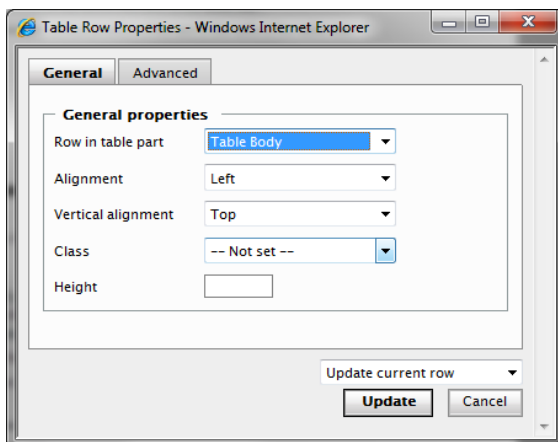 Table Row Properties - Windows Internet Explorer
General Advanced
General properties
Row in table part Table Body
Alignment Left
Vertical alignment Top
Class -- Not set --
Height
Update current row
Update Cancel